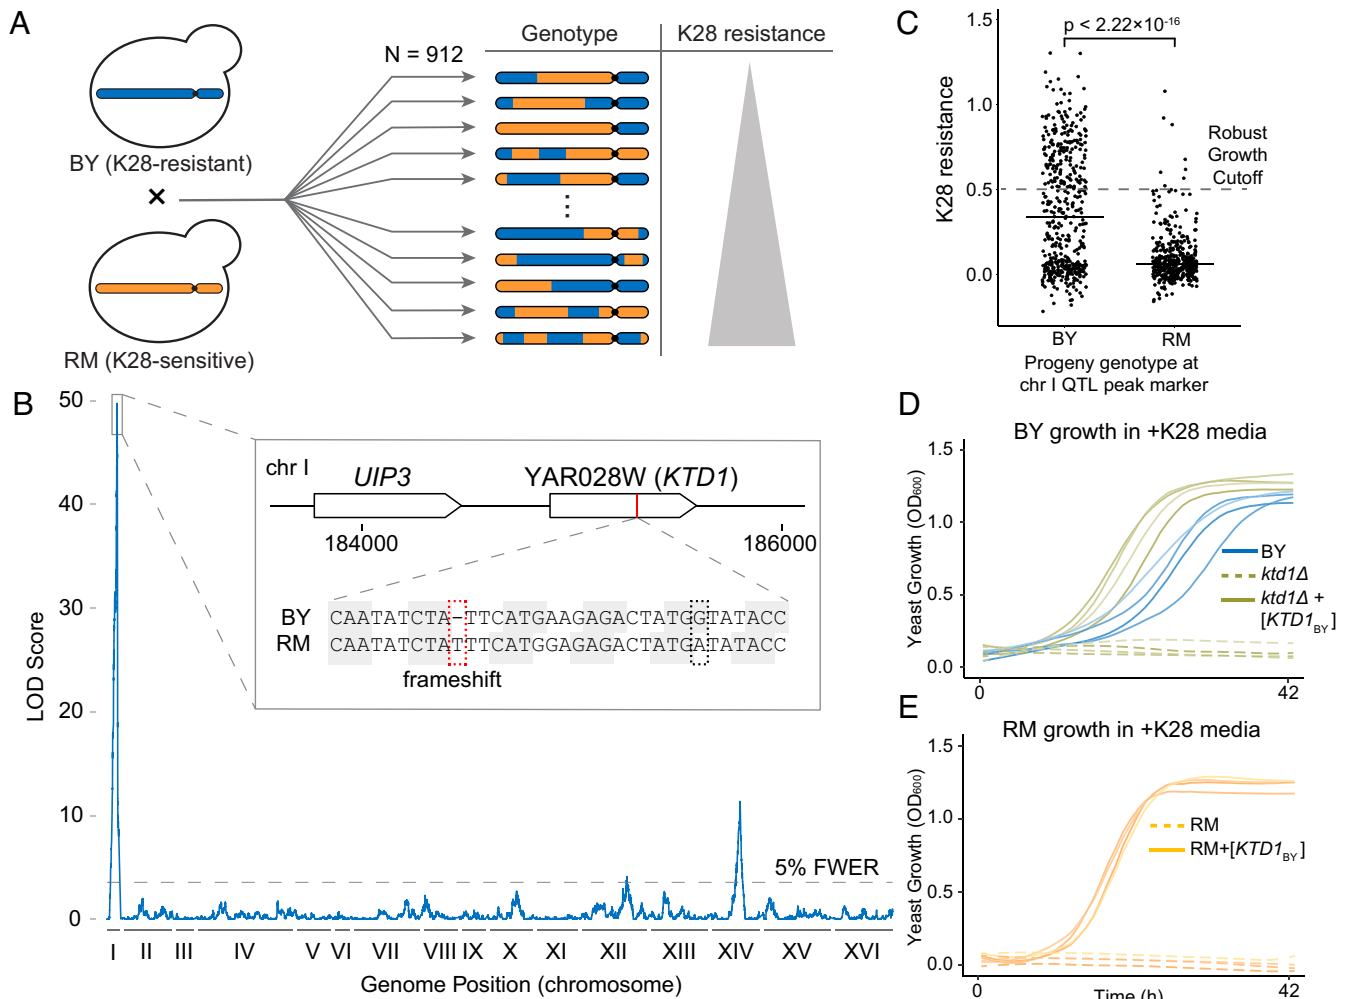 A
BY (K28-resistant)
×
RM (K28-sensitive)
N = 912
Genotype
K28 resistance
C
p < 2.22×10-16
K28 resistance
1.5
1.0
0.5
0.0
Robust
Growth
Cutoff
BY
RM
Progeny genotype at
chr I QTL peak marker
B
LOD Score
50
40
30
20
10
0
chr I
UIP3
YAR028W (KTD1)
184000
186000
BY CAATATCTA-TTCATGAAGAGACTATGGTATACC
RM CAATATCTATTTCATGGAGAGACTATGATATACC
frameshift
5% FWER
I II III IV V VI VII VIII IX X XI XII XIII XIV XV XVI
Genome Position (chromosome)
D
BY growth in +K28 media
Yeast Growth (OD600)
1.5
1.0
0.5
0.0
BY
ktd1Δ
ktd1Δ +
[KTD1BY]
0
42
E
RM growth in +K28 media
Yeast Growth (OD600)
1.5
1.0
0.5
0.0
RM
RM+[KTD1BY]
0
42
Time (h)